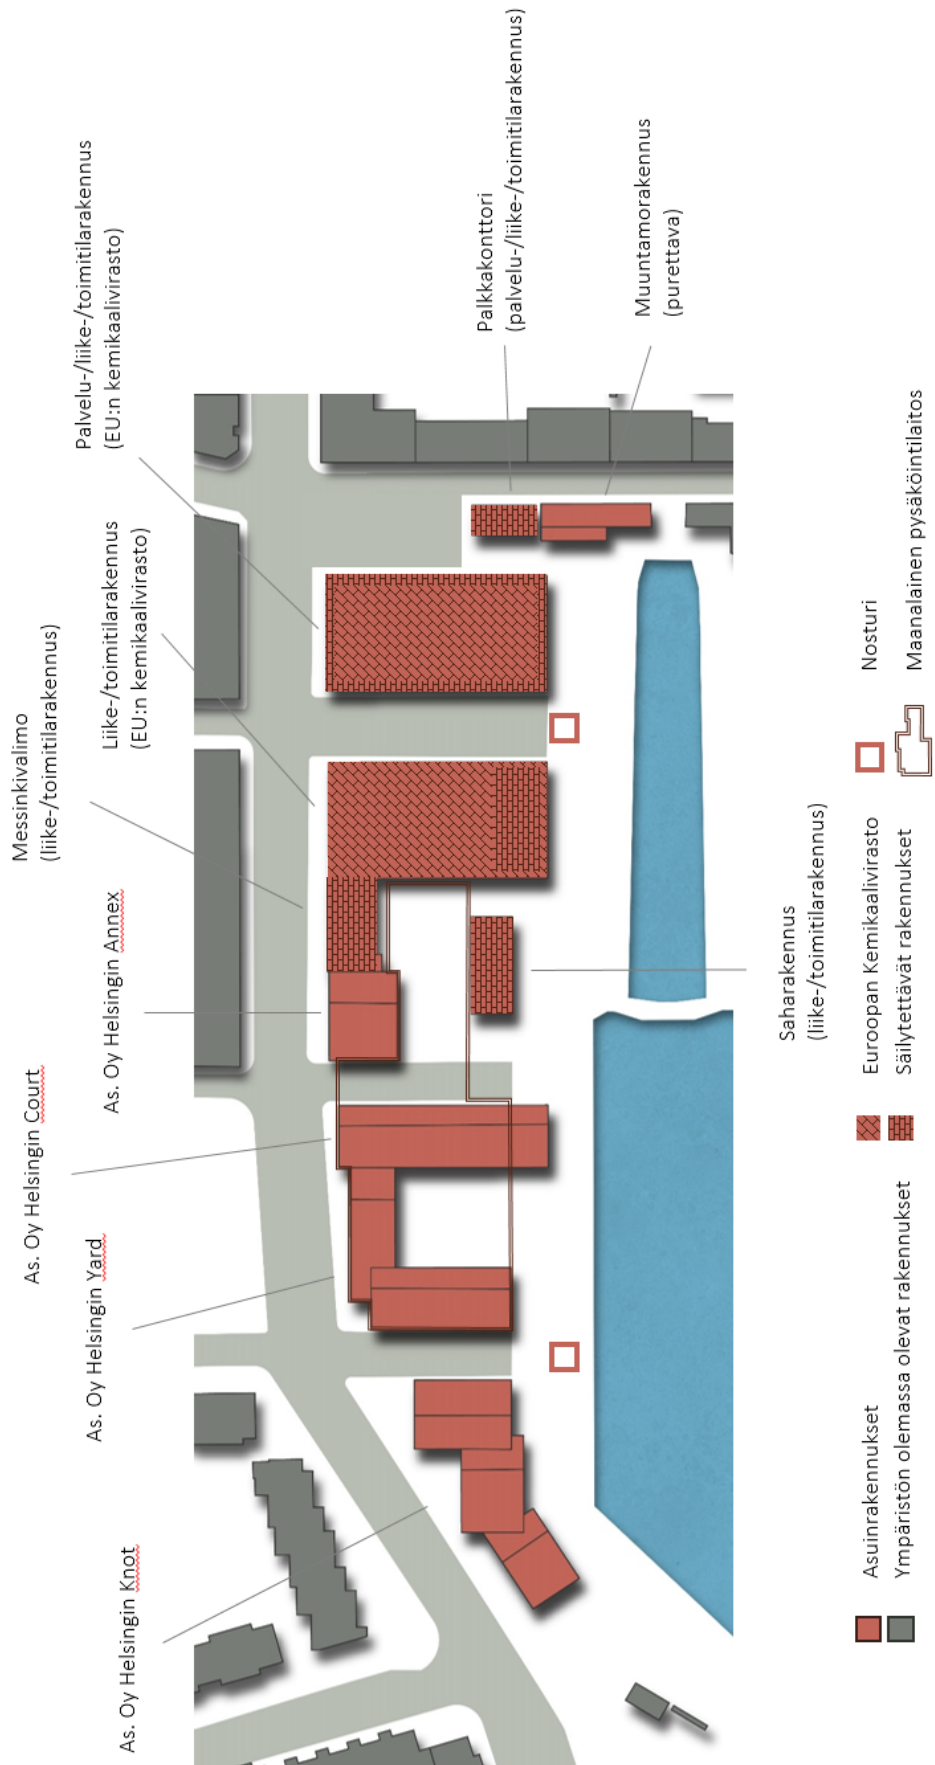 As. Oy Helsingin Knot
As. Oy Helsingin Yard
As. Oy Helsingin Court
As. Oy Helsingin Annex
Messinkivalimo
(liike-/toimitilarakennus)
Liike-/toimitilarakennus
(EU:n kemikaalivirasto)
Palvelu-/liike-/toimitilarakennus
(EU:n kemikaalivirasto)
Palkkakonttori
(palvelu-/liike-/toimitilarakennus)
Muuntamorakennus
(purettava)
Saharakennus
(liike-/toimitilarakennus)
Asuinrakennukset
Ympäristön olemassa olevat rakennukset
Euroopan Kemikaalivirasto
Säilytettävät rakennukset
Nosturi
Maanalainen pysäköintilaitos